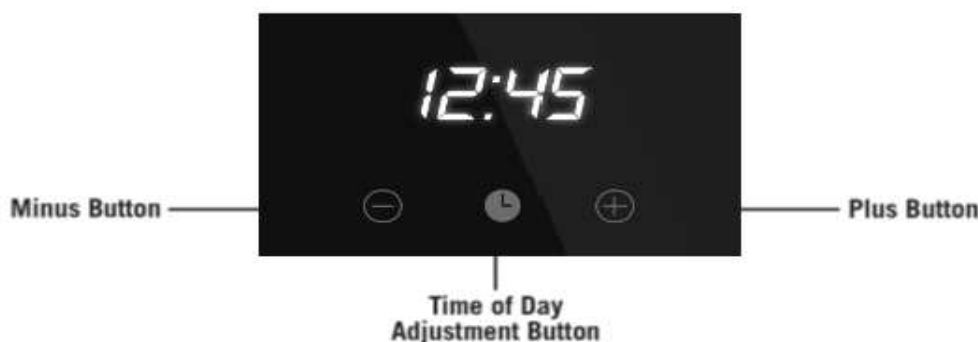 12:45
Minus Button
Plus Button
Time of Day
Adjustment Button